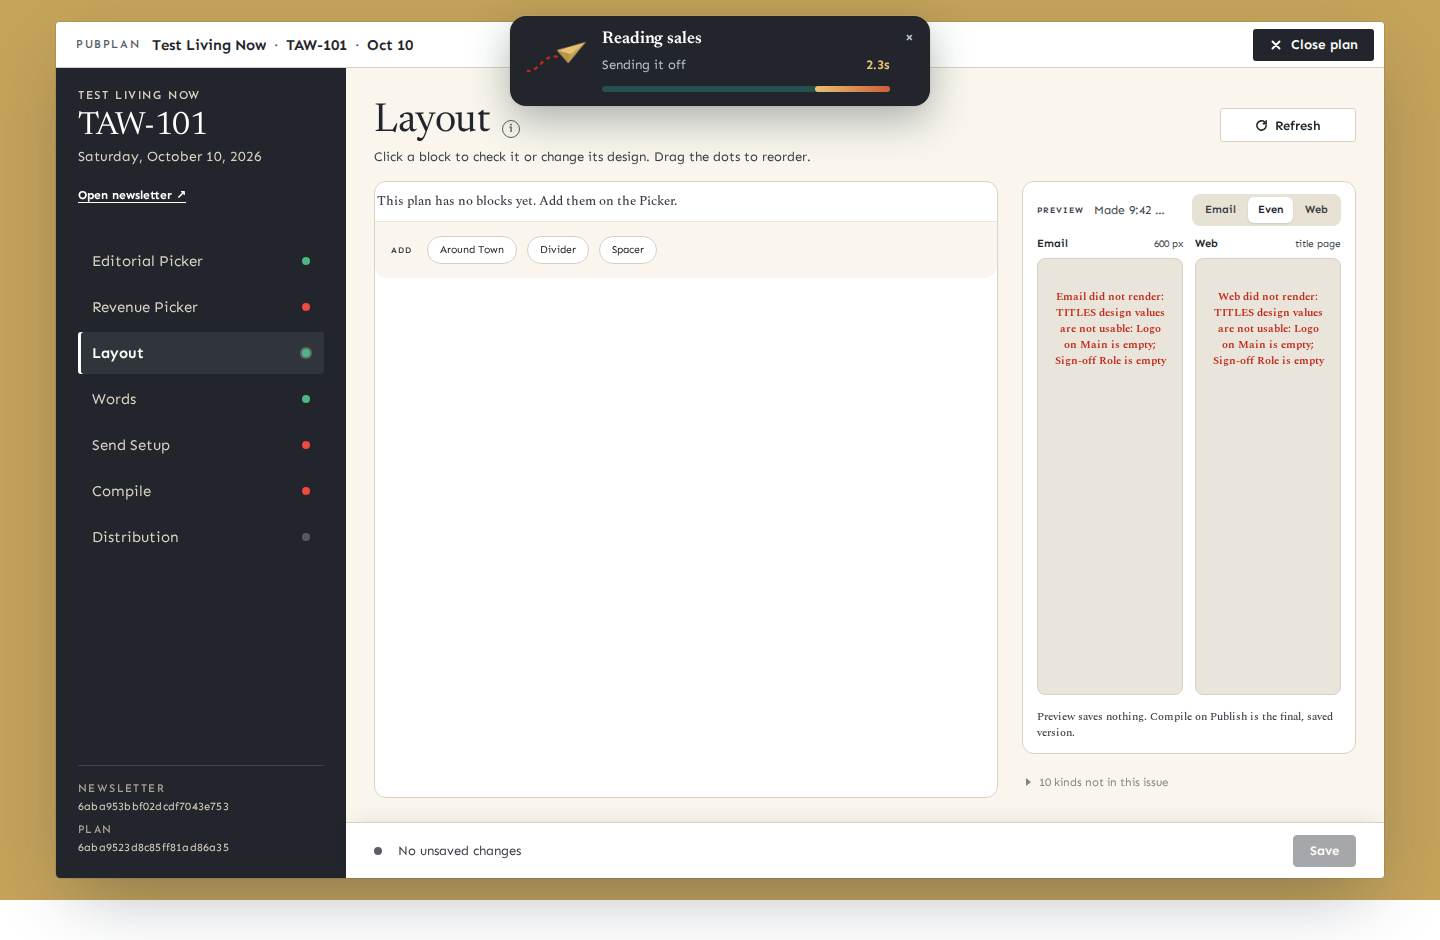 PUBPLAN Test Living Now · TAW-101 · Oct 10
Reading sales
×
Sending it off 2.3s
Close plan
TEST LIVING NOW
TAW-101
Saturday, October 10, 2026
Open newsletter ↗
Editorial Picker
Revenue Picker
Layout
Words
Send Setup
Compile
Distribution
NEWSLETTER
6aba953bbf02dcdf7043e753
PLAN
6aba9523d8c85ff81ad86a35
Layout i
Click a block to check it or change its design. Drag the dots to reorder.
Refresh
This plan has no blocks yet. Add them on the Picker.
ADD Around Town Divider Spacer
PREVIEW Made 9:42 ... Email Even Web
Email 600 px Web title page
Email did not render:
TITLES design values
are not usable: Logo
on Main is empty;
Sign-off Role is empty
Web did not render:
TITLES design values
are not usable: Logo
on Main is empty;
Sign-off Role is empty
Preview saves nothing. Compile on Publish is the final, saved
version.
10 kinds not in this issue
No unsaved changes
Save